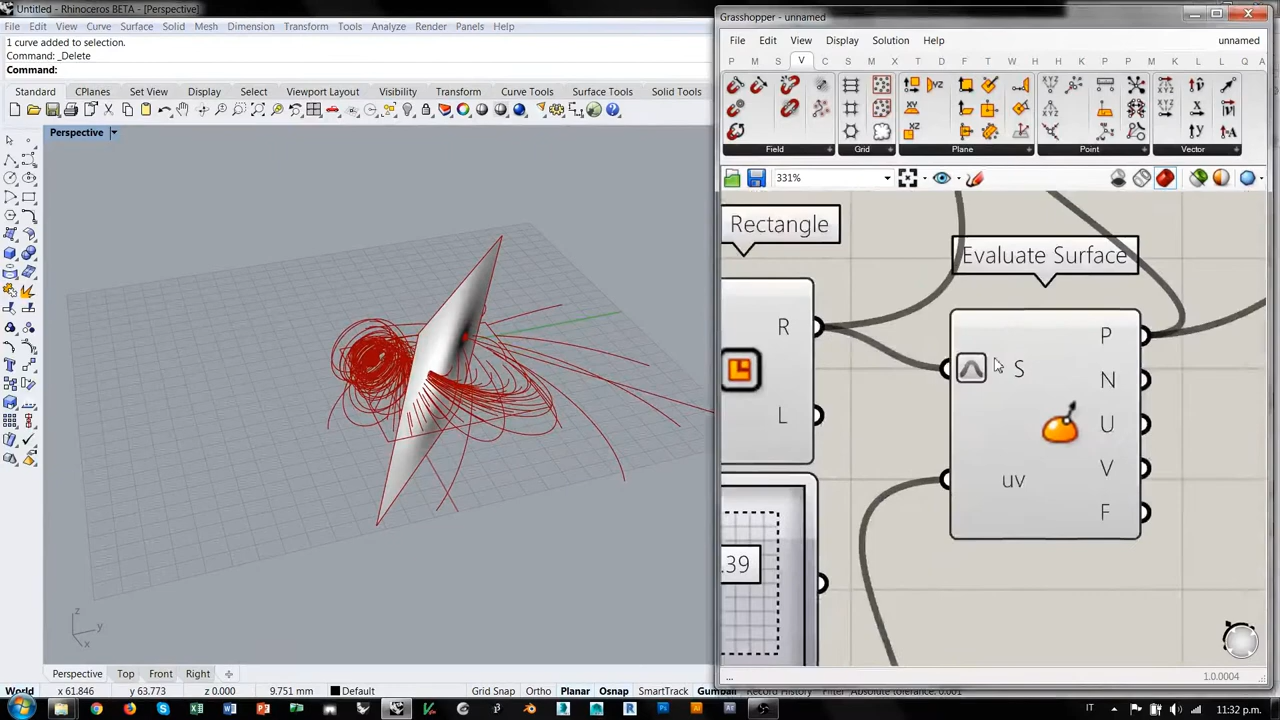 Untitled - Rhinoceros BETA - [Perspective]
File Edit View Curve Surface Solid Mesh Dimension Transform Tools Analyze Render Panels Help
1 curve added to selection.
Command: _Delete
Command:
Standard CPlanes Set View Display Select Viewport Layout Visibility Transform Curve Tools Surface Tools Solid Tools
Perspective
z
y
x
Perspective Top Front Right
World x 61.846 y 63.773 z 0.000 9.751 mm Default Grid Snap Ortho Planar Osnap SmartTrack Gumball Record History Filter Absolute tolerance: 0.001
Grasshopper - unnamed
File Edit View Display Solution Help unnamed
P M S V C S M X D T W K L L Q A
Field Grid Plane Point Vector
331%
Rectangle
R
L
.39
Evaluate Surface
S
uv
P
N
U
V
F
...
1.0.0004
IT 11:32 p.m.